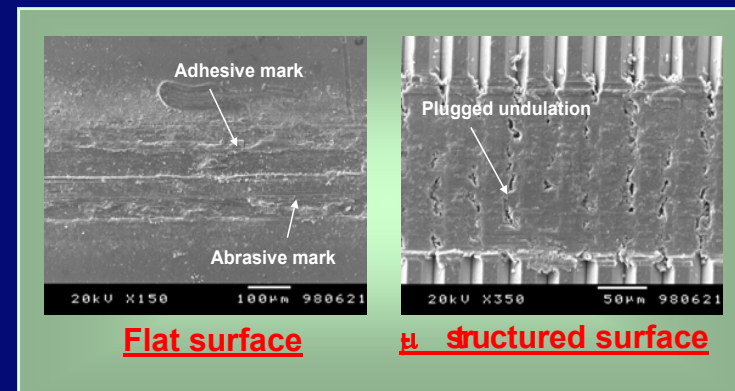 Adhesive mark
Abrasive mark
20kV X150 100µm 980621
Flat surface
Plugged undulation
20kV X350 50µm 980621
µ structured surface